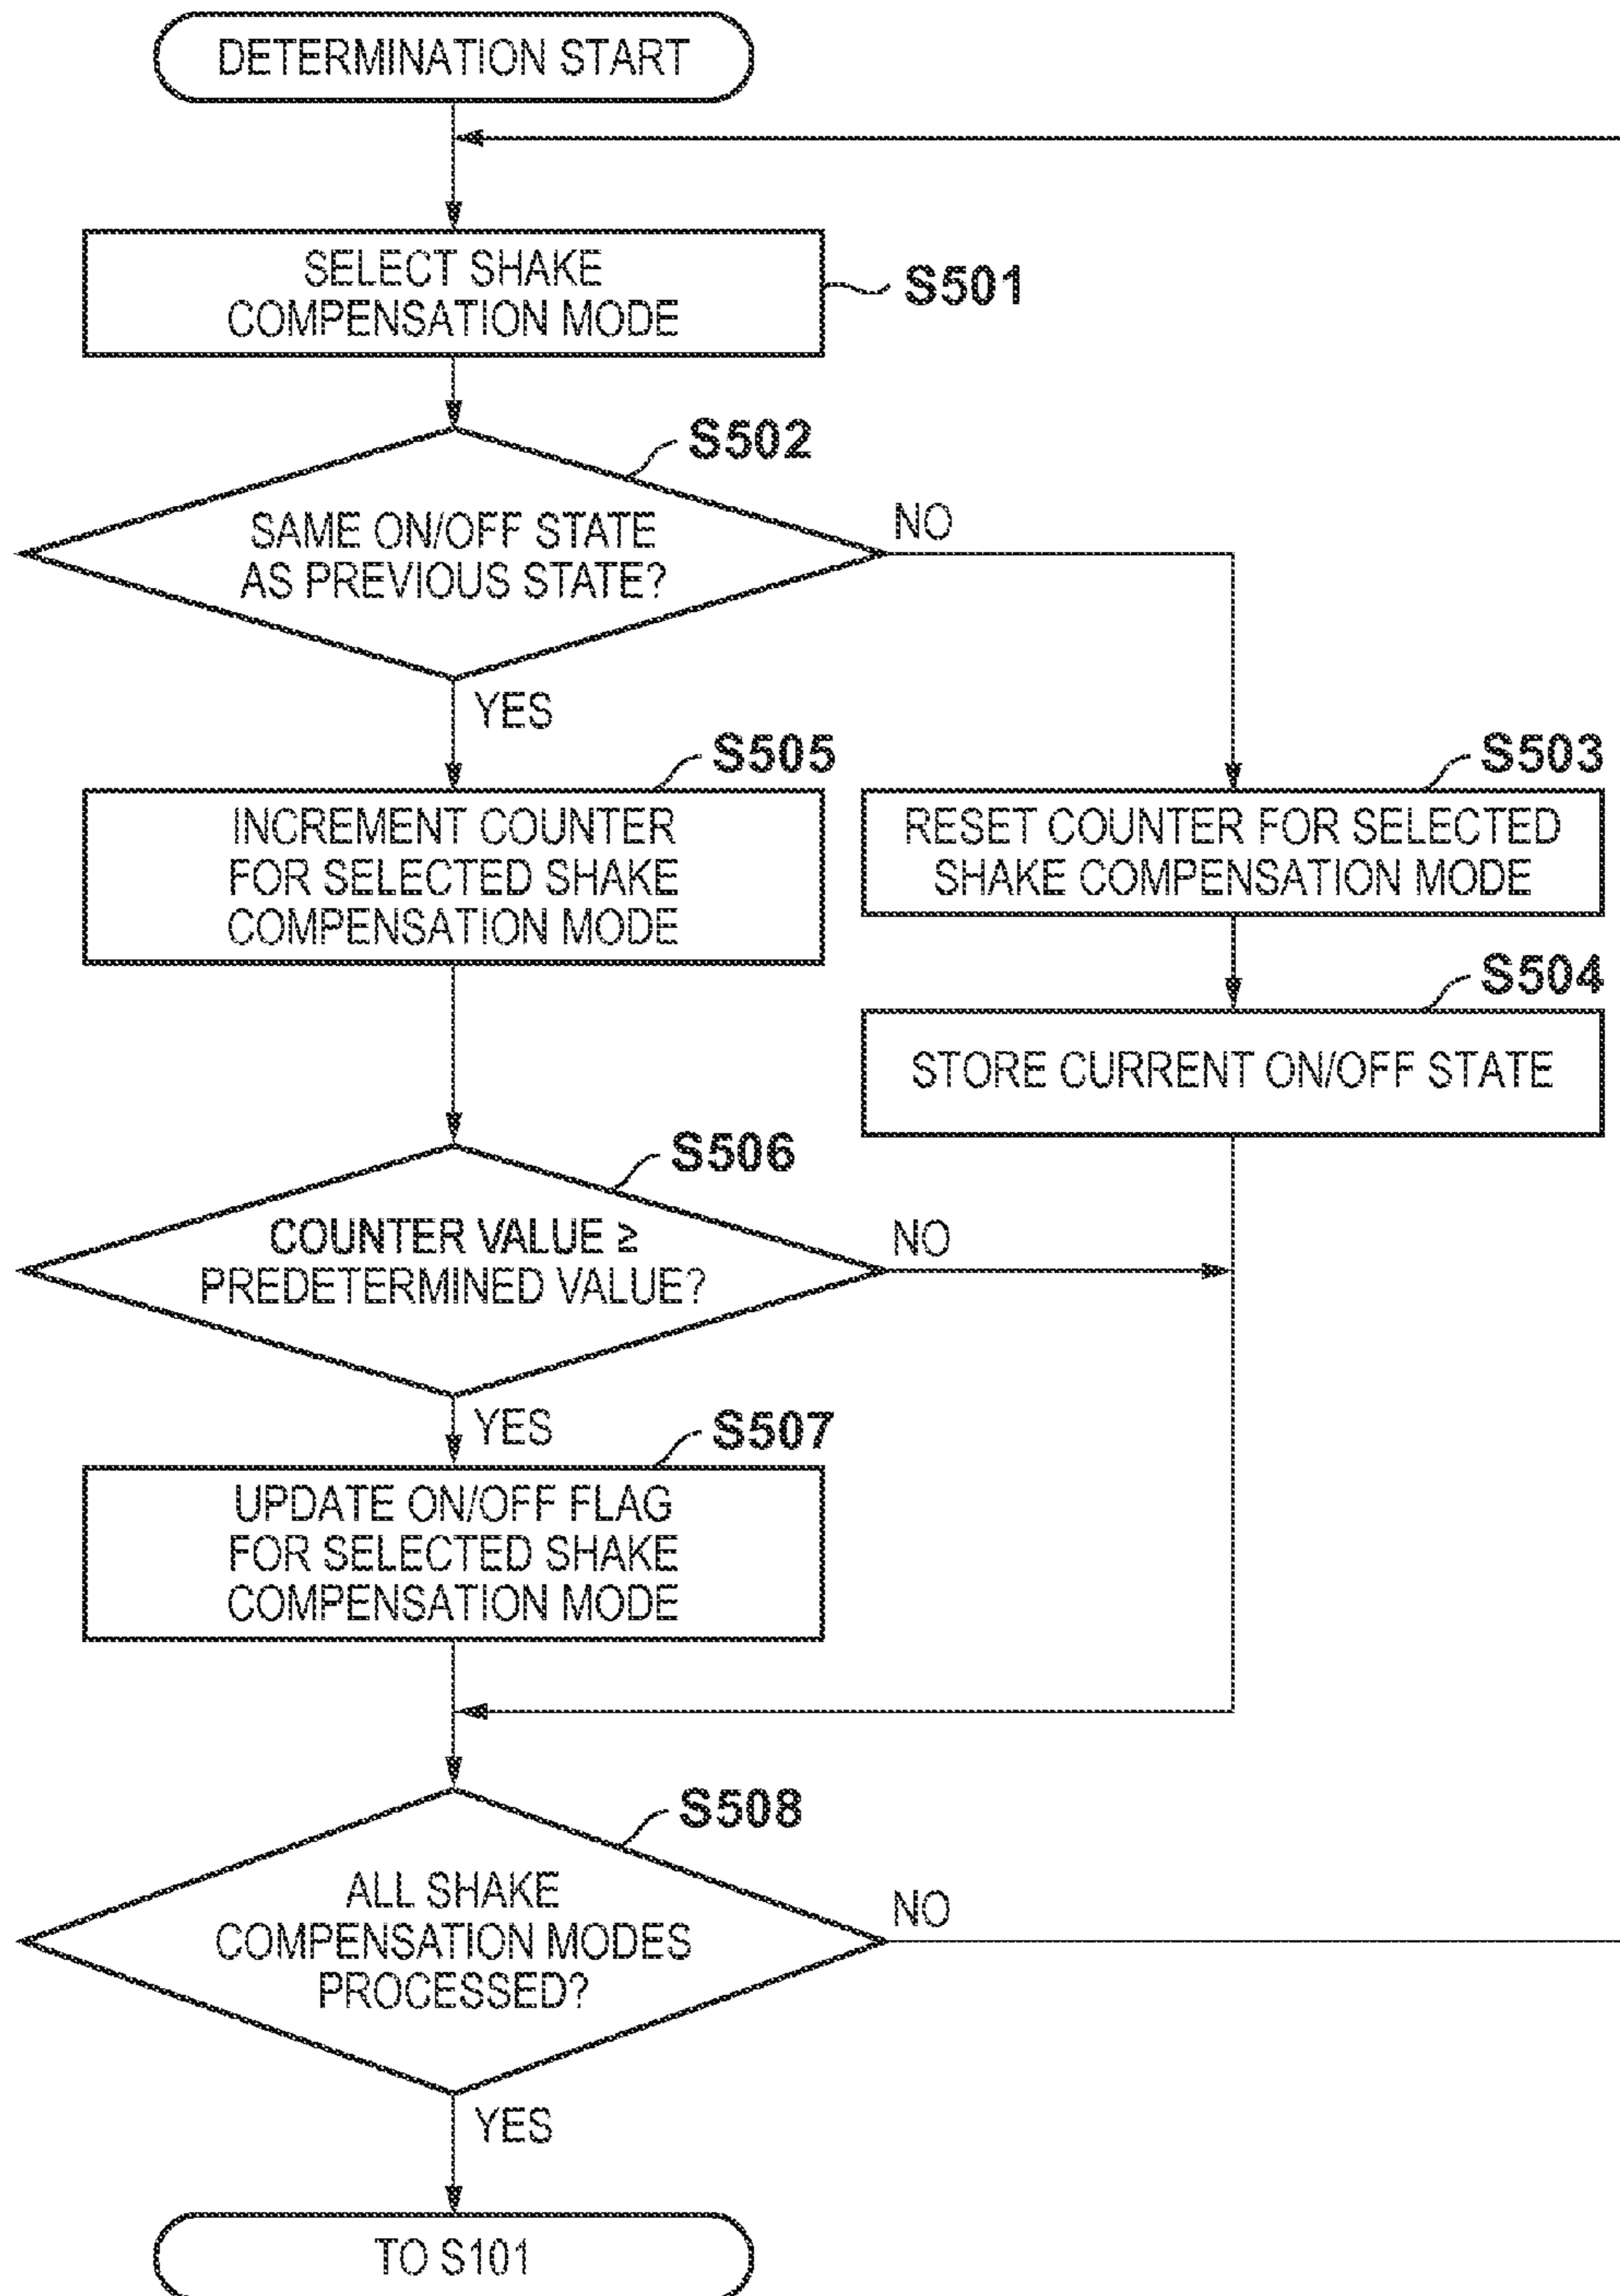 DETERMINATION START
SELECT SHAKE
COMPENSATION MODE
S501
S502
SAME ON/OFF STATE
AS PREVIOUS STATE?
NO
YES
S505
INCREMENT COUNTER
FOR SELECTED SHAKE
COMPENSATION MODE
S503
RESET COUNTER FOR SELECTED
SHAKE COMPENSATION MODE
S504
STORE CURRENT ON/OFF STATE
S506
COUNTER VALUE ≥
PREDETERMINED VALUE?
NO
YES
S507
UPDATE ON/OFF FLAG
FOR SELECTED SHAKE
COMPENSATION MODE
S508
ALL SHAKE
COMPENSATION MODES
PROCESSED?
NO
YES
TO S101